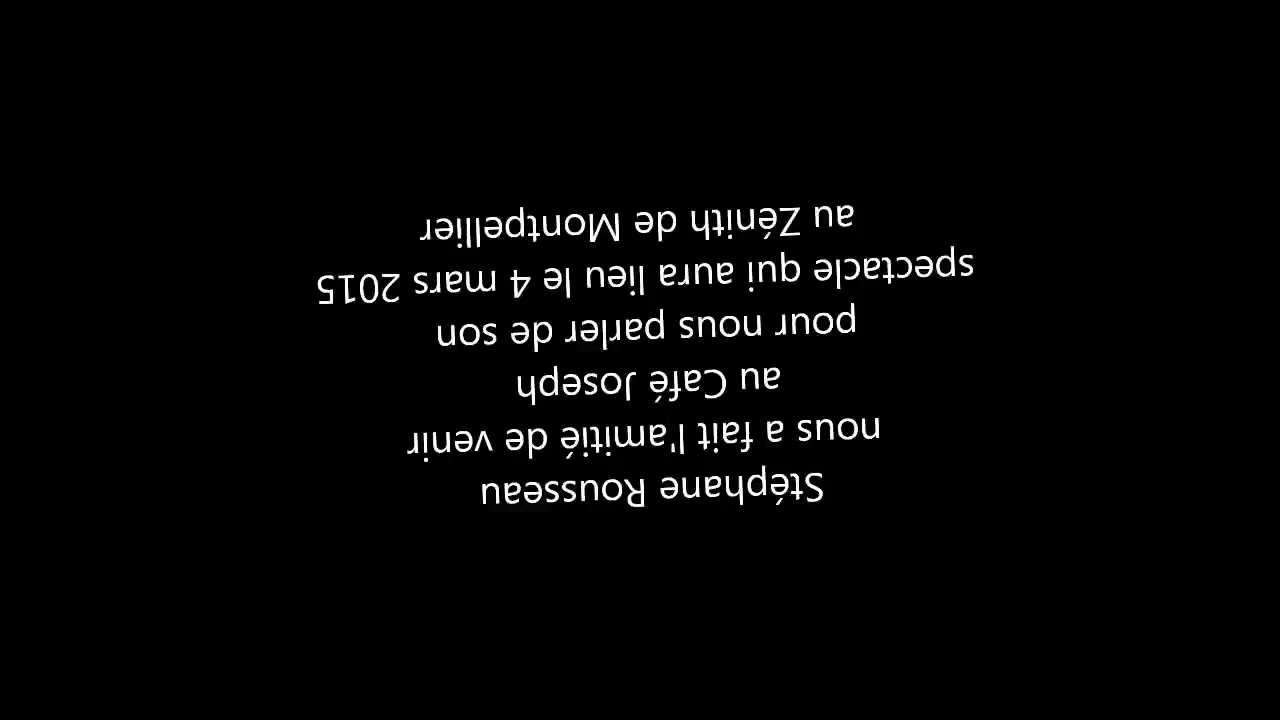 Stéphane Rousseau
nous a fait l'amitié de venir
au Café Joseph
pour nous parler de son
spectacle qui aura lieu le 4 mars 2015
au Zénith de Montpellier